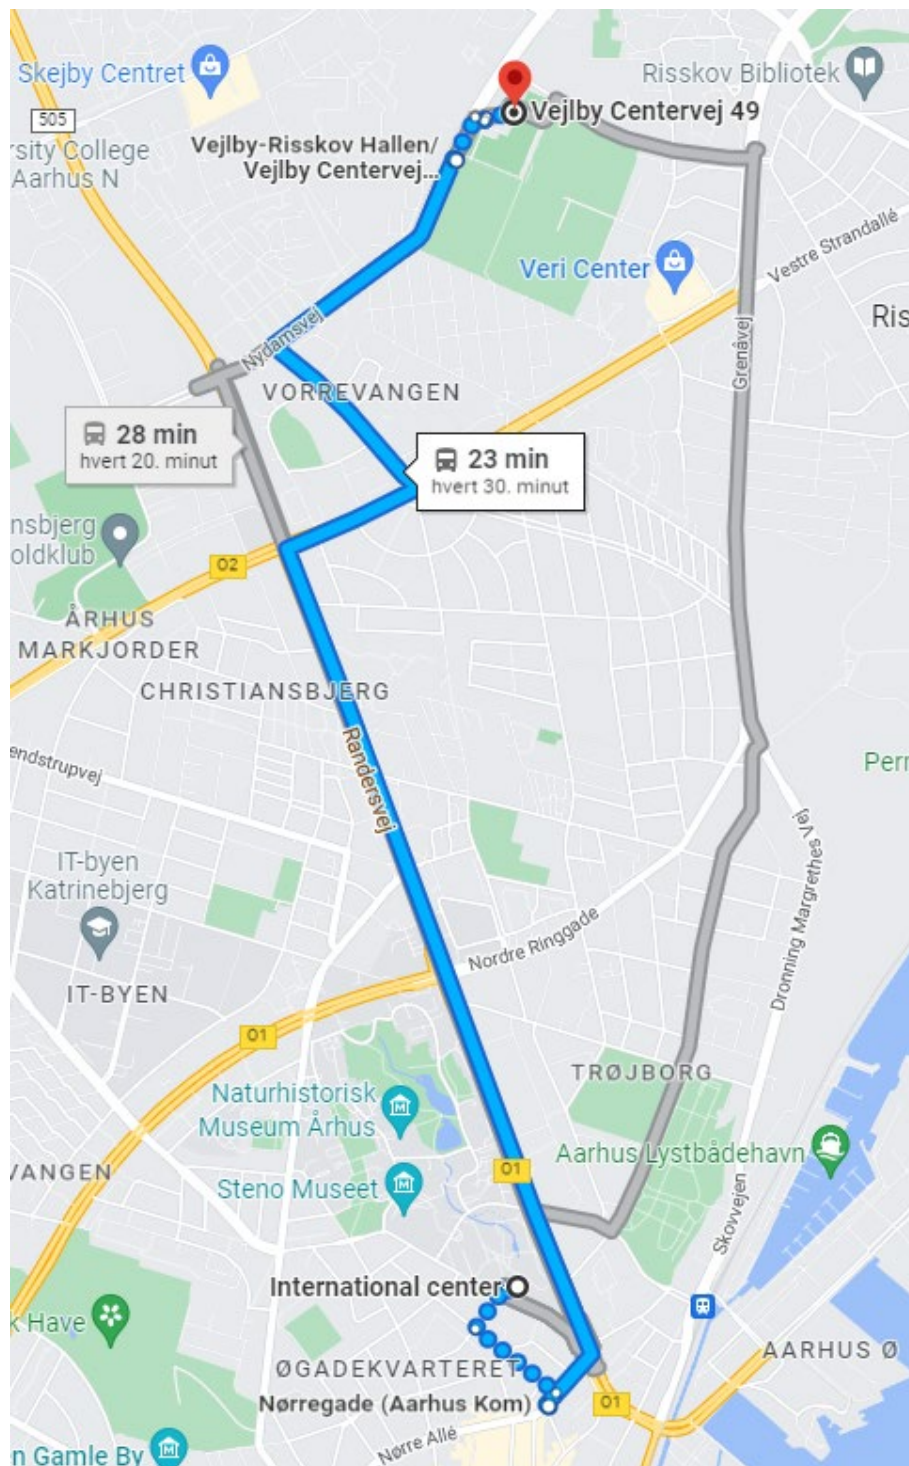 Skejby Centret
Risskov Bibliotek
Vejlby Centervej 49
505
rsity College
Aarhus N
Vejlby-Risskov Hallen/
Vejlby Centervej...
Vestre Strandallé
Veri Center
Ris
Nydamsvej
Grenåvej
VORREVANGEN
28 min
hvert 20. minut
23 min
hvert 30. minut
nsbjerg
oldklub
O2
ÅRHUS
MARKJORDER
CHRISTIANSBJERG
Randersvej
endstrupvej
Perr
IT-byen
Katrinebjerg
Dronning Margrethes Vej
Nordre Ringgade
IT-BYEN
O1
TRØJBORG
Naturhistorisk
Museum Århus
Aarhus Lystbådehavn
O1
VANGEN
Steno Museet
Skovvejen
International center
k Have
ØGADEKVARTERET
AARHUS Ø
Nørregade (Aarhus Kom)
O1
Nørre Allé
n Gamle By